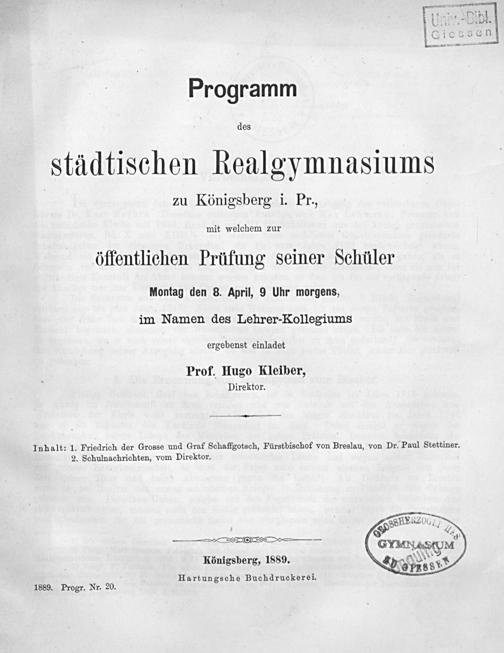 Univ.-Bibl.
Giessen
Programm
des
städtischen Realgymnasiums
zu Königsberg i. Pr.,
mit welchem zur
öffentlichen Prüfung seiner Schüler
Montag den 8. April, 9 Uhr morgens,
im Namen des Lehrer-Kollegiums
ergebenst einladet
Prof. Hugo Kleiber,
Direktor.
Inhalt: 1. Friedrich der Grosse und Graf Schaffgotsch, Fürstbischof von Breslau, von Dr. Paul Stettiner.
2. Schulnachrichten, vom Direktor.
GROSSHERZOGLICHES
GYMNASIUM
ZU GIESSEN
Königsberg, 1889.
Hartungsche Buchdruckerei.
1889. Progr. Nr. 20.